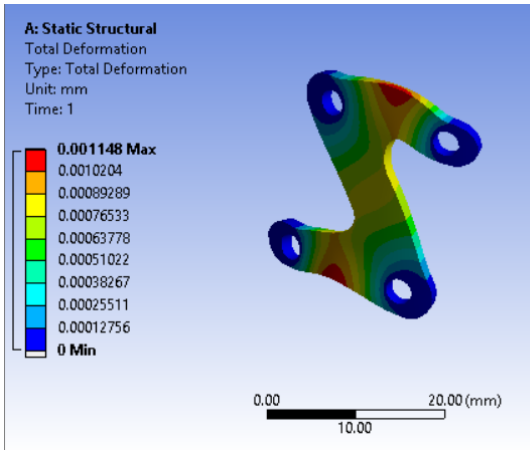 A: Static Structural
Total Deformation
Type: Total Deformation
Unit: mm
Time: 1
0.001148 Max
0.0010204
0.00089289
0.00076533
0.00063778
0.00051022
0.00038267
0.00025511
0.00012756
0 Min
0.00 20.00 (mm)
10.00